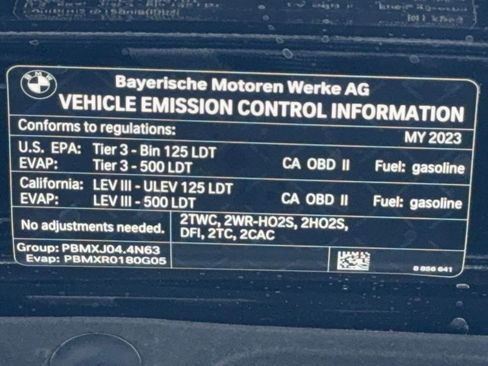 BMW
Bayerische Motoren Werke AG
VEHICLE EMISSION CONTROL INFORMATION
Conforms to regulations: MY 2023
U.S. EPA: Tier 3 - Bin 125 LDT
EVAP: Tier 3 - 500 LDT CA OBD II Fuel: gasoline
California: LEV III - ULEV 125 LDT
EVAP: LEV III - 500 LDT CA OBD II Fuel: gasoline
No adjustments needed. 2TWC, 2WR-HO2S, 2HO2S,
DFI, 2TC, 2CAC
Group: PBMXJ04.4N63
Evap: PBMXR0180G05
0 856 641